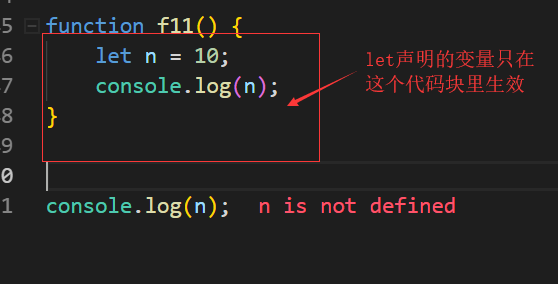 5 function f11() {
6 let n = 10;
let声明的变量只在
7 console.log(n);
这个代码块里生效
8 }
9
0
1 console.log(n); n is not defined